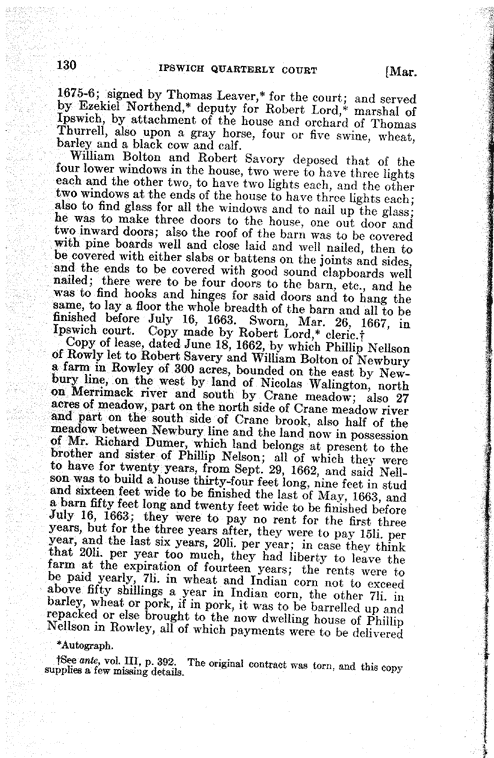 130 IPSWICH QUARTERLY COURT [Mar.
1675-6; signed by Thomas Leaver,* for the court; and served
by Ezekiel Northend,* deputy for Robert Lord,* marshal of
Ipswich, by attachment of the house and orchard of Thomas
Thurrell, also upon a gray horse, four or five swine, wheat,
barley and a black cow and calf.
William Bolton and Robert Savory deposed that of the
four lower windows in the house, two were to have three lights
each and the other two, to have two lights each, and the other
two windows at the ends of the house to have three lights each;
also to find glass for all the windows and to nail up the glass;
he was to make three doors to the house, one out door and
two inward doors; also the roof of the barn was to be covered
with pine boards well and close laid and well nailed, then to
be covered with either slabs or battens on the joints and sides,
and the ends to be covered with good sound clapboards well
nailed; there were to be four doors to the barn, etc., and he
was to find hooks and hinges for said doors and to hang the
same, to lay a floor the whole breadth of the barn and all to be
finished before July 16, 1663. Sworn, Mar. 26, 1667, in
Ipswich court. Copy made by Robert Lord,* cleric.†
Copy of lease, dated June 18, 1662, by which Phillip Nellson
of Rowly let to Robert Savery and William Bolton of Newbury
a farm in Rowley of 300 acres, bounded on the east by New-
bury line, on the west by land of Nicolas Walington, north
on Merrimack river and south by Crane meadow; also 27
acres of meadow, part on the north side of Crane meadow river
and part on the south side of Crane brook, also half of the
meadow between Newbury line and the land now in possession
of Mr. Richard Dumer, which land belongs at present to the
brother and sister of Phillip Nelson; all of which they were
to have for twenty years, from Sept. 29, 1662, and said Nell-
son was to build a house thirty-four feet long, nine feet in stud
and sixteen feet wide to be finished the last of May, 1663, and
a barn fifty feet long and twenty feet wide to be finished before
July 16, 1663; they were to pay no rent for the first three
years, but for the three years after, they were to pay 15li. per
year, and the last six years, 20li. per year; in case they think
that 20li. per year too much, they had liberty to leave the
farm at the expiration of fourteen years; the rents were to
be paid yearly, 7li. in wheat and Indian corn not to exceed
above fifty shillings a year in Indian corn, the other 7li. in
barley, wheat or pork, if in pork, it was to be barrelled up and
repacked or else brought to the now dwelling house of Phillip
Nellson in Rowley, all of which payments were to be delivered
*Autograph.
†See ante, vol. III, p. 392. The original contract was torn, and this copy
supplies a few missing details.